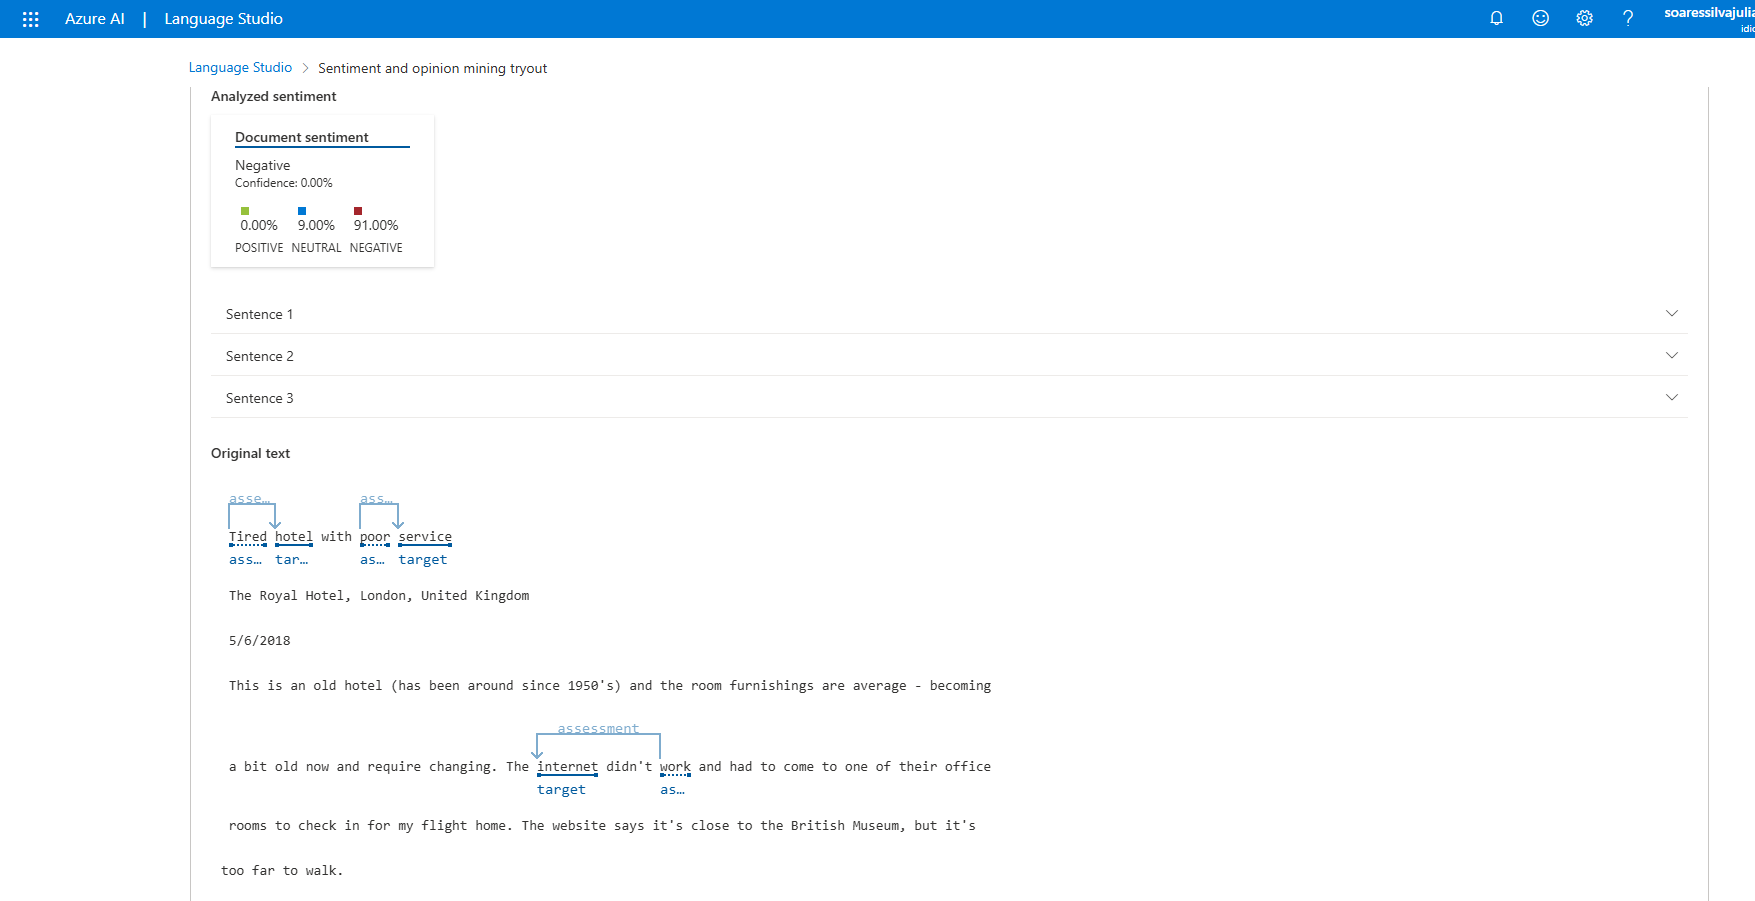 Azure AI | Language Studio
soaressilvajulia
idio
Language Studio > Sentiment and opinion mining tryout
Analyzed sentiment
Document sentiment
Negative
Confidence: 0.00%
0.00% 9.00% 91.00%
POSITIVE NEUTRAL NEGATIVE
Sentence 1
Sentence 2
Sentence 3
Original text
asse... ass...
Tired hotel with poor service
ass... tar... as... target
The Royal Hotel, London, United Kingdom
5/6/2018
This is an old hotel (has been around since 1950's) and the room furnishings are average - becoming
assessment
a bit old now and require changing. The internet didn't work and had to come to one of their office
target as...
rooms to check in for my flight home. The website says it's close to the British Museum, but it's
too far to walk.